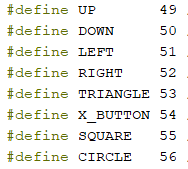 #define UP 49 /
#define DOWN 50 /
#define LEFT 51 /
#define RIGHT 52 /
#define TRIANGLE 53 /
#define X_BUTTON 54 /
#define SQUARE 55 /
#define CIRCLE 56 /